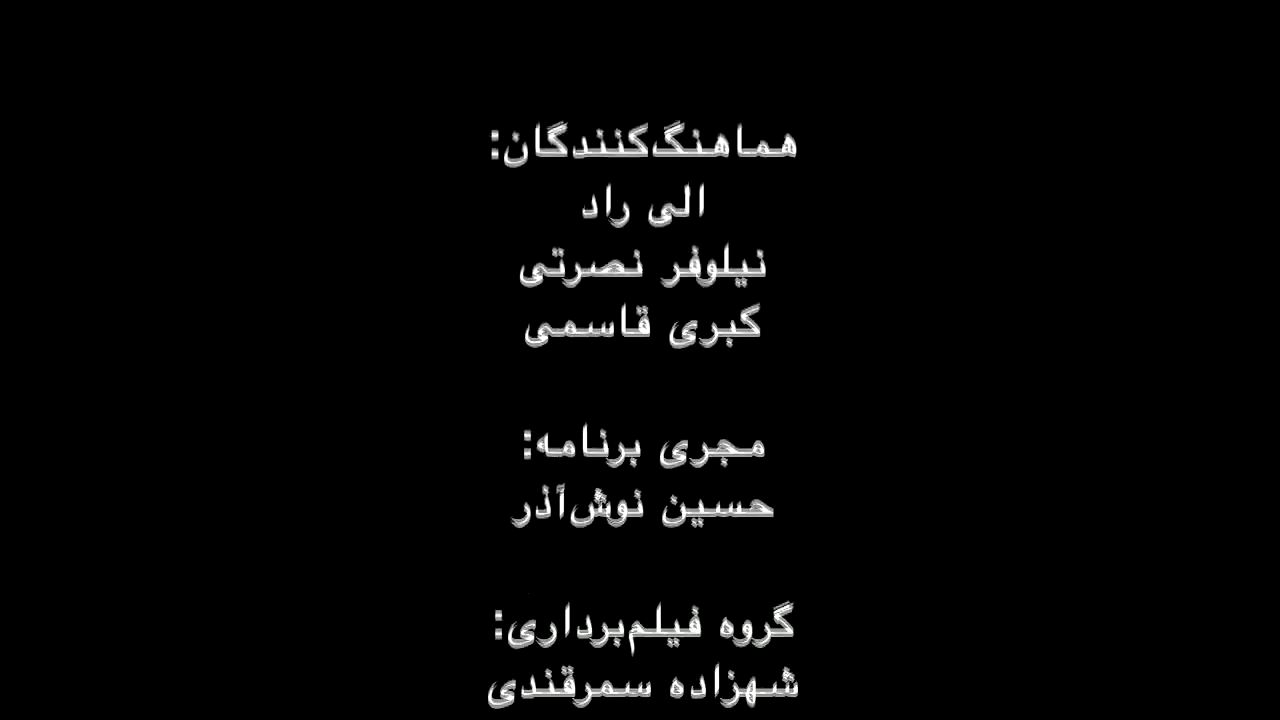 هماهنگ‌کنندگان:
الی راد
نیلوفر نصرتی
کبری قاسمی
مجری برنامه:
حسین نوش‌آذر
گروه فیلم‌برداری:
شهزاده سمرقندی